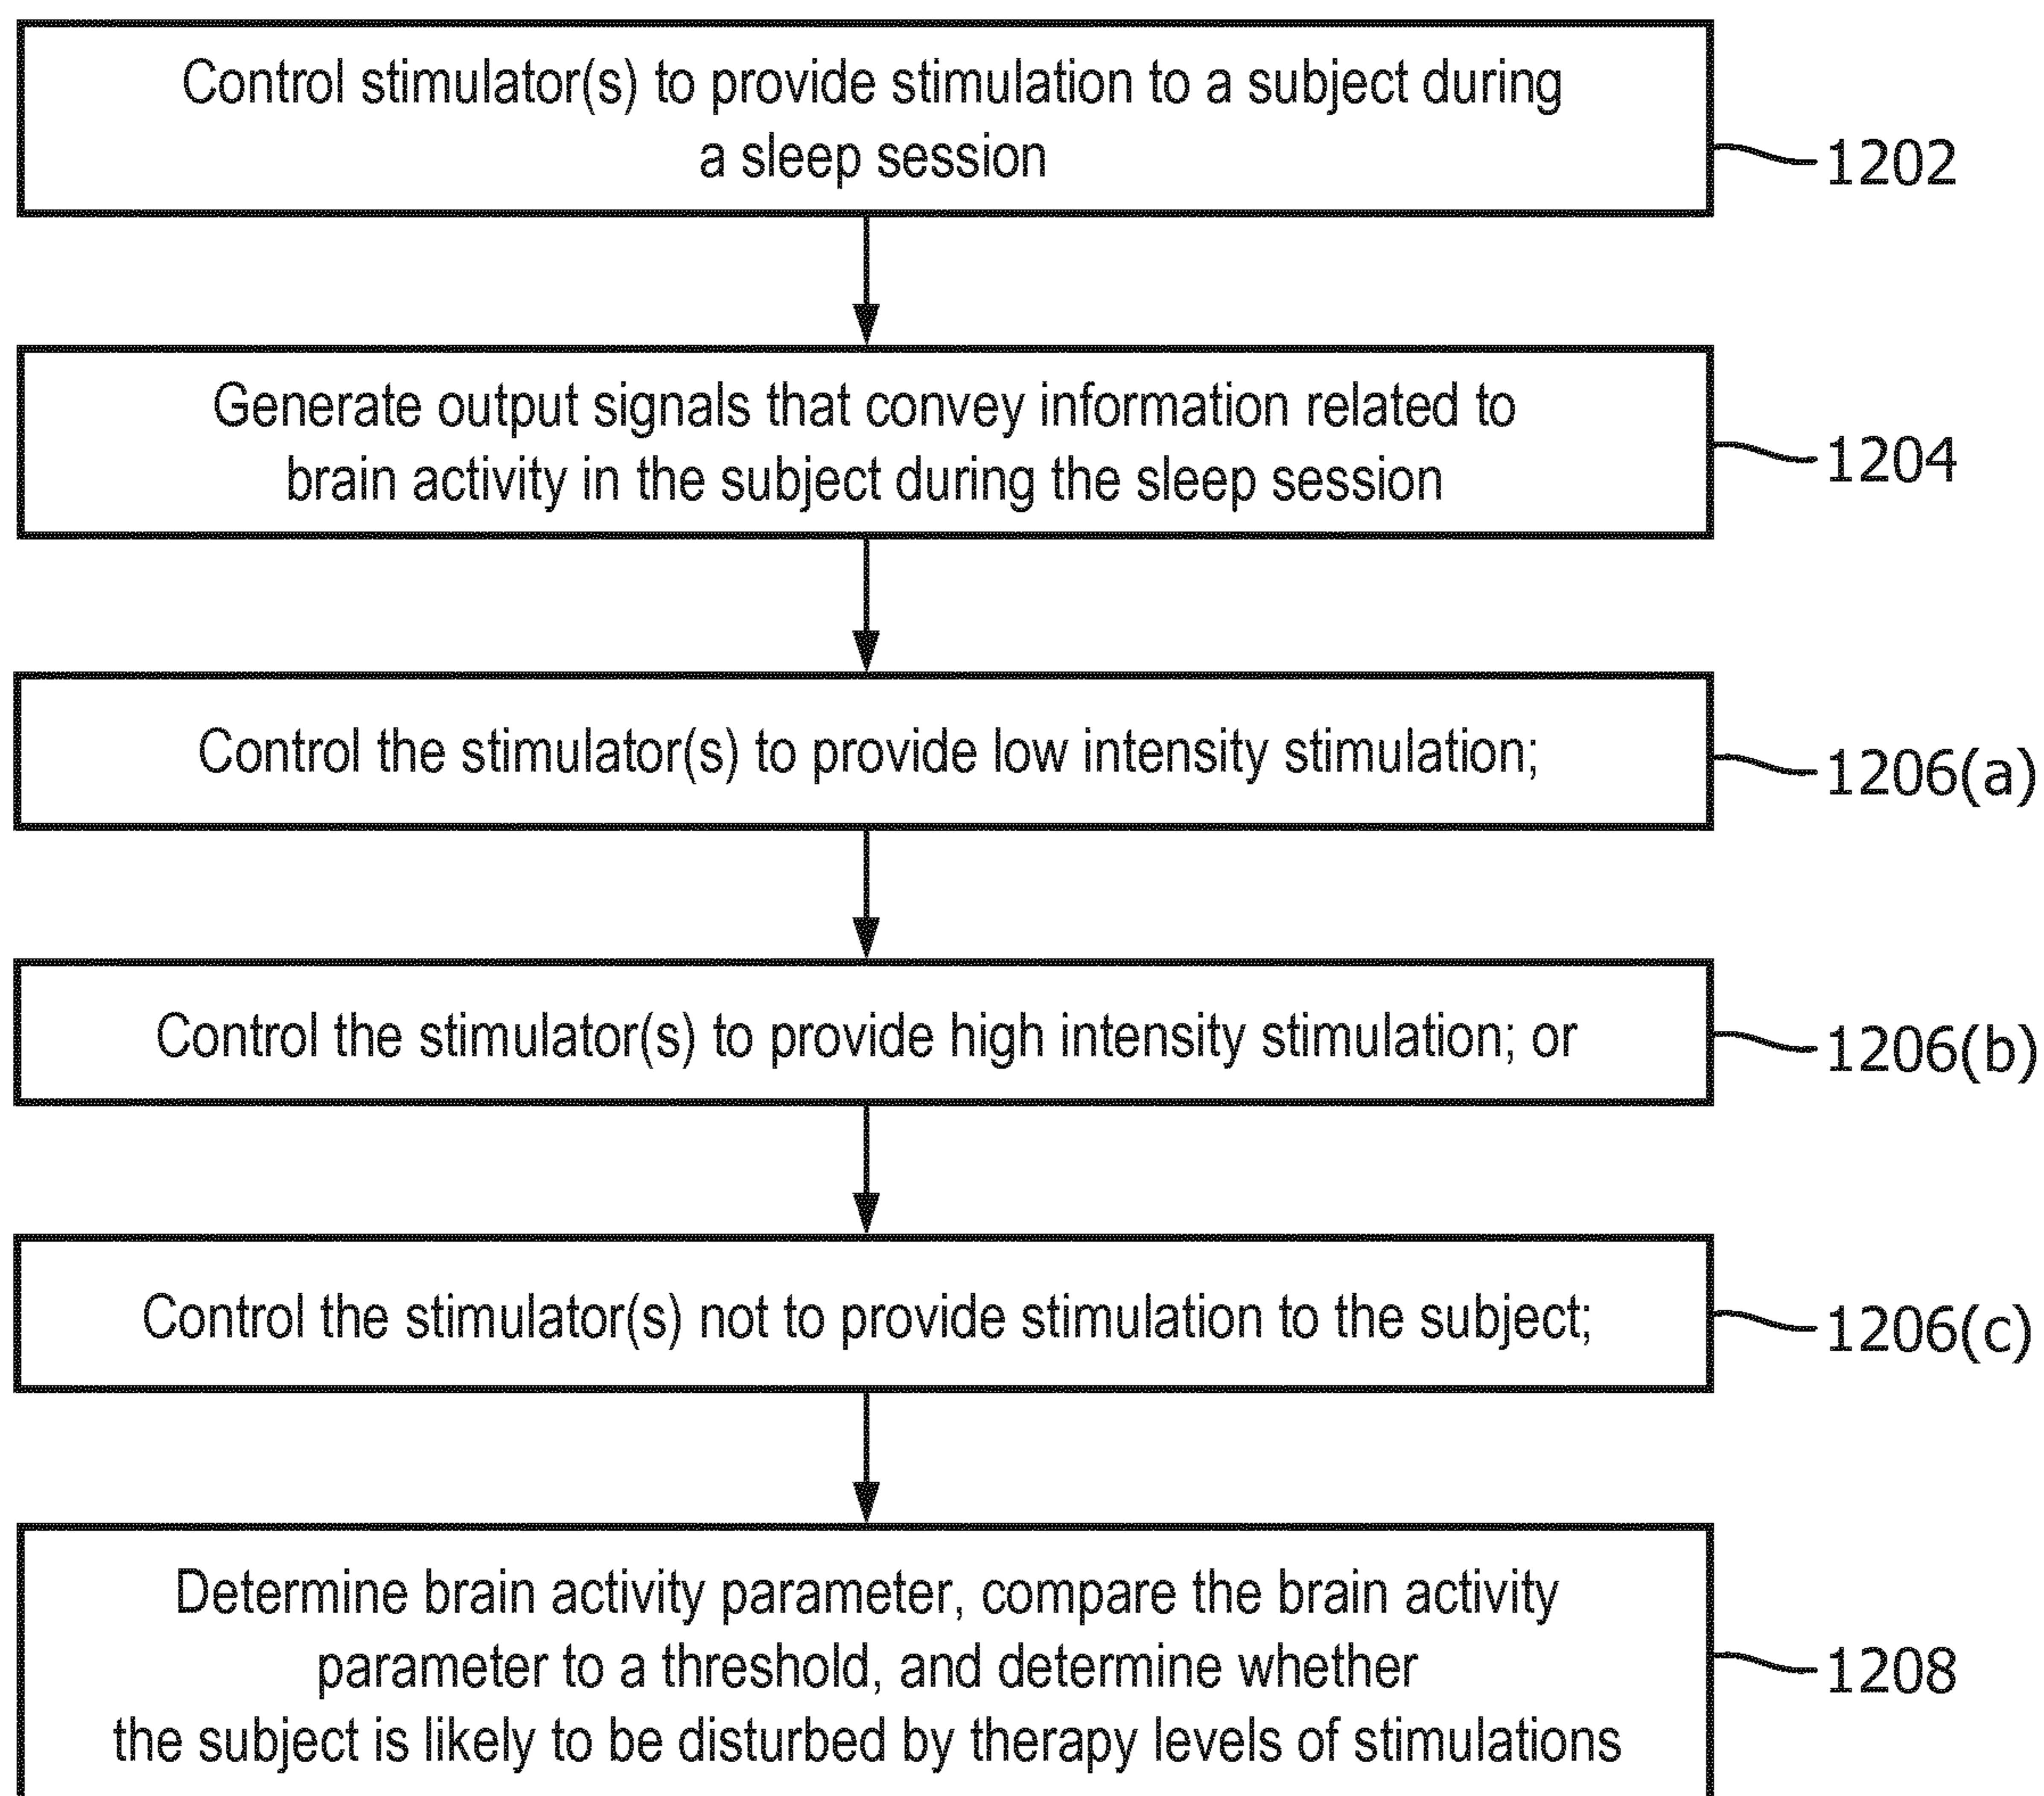 Control stimulator(s) to provide stimulation to a subject during
a sleep session
1202
Generate output signals that convey information related to
brain activity in the subject during the sleep session
1204
Control the stimulator(s) to provide low intensity stimulation;
1206(a)
Control the stimulator(s) to provide high intensity stimulation; or
1206(b)
Control the stimulator(s) not to provide stimulation to the subject;
1206(c)
Determine brain activity parameter, compare the brain activity
parameter to a threshold, and determine whether
the subject is likely to be disturbed by therapy levels of stimulations
1208